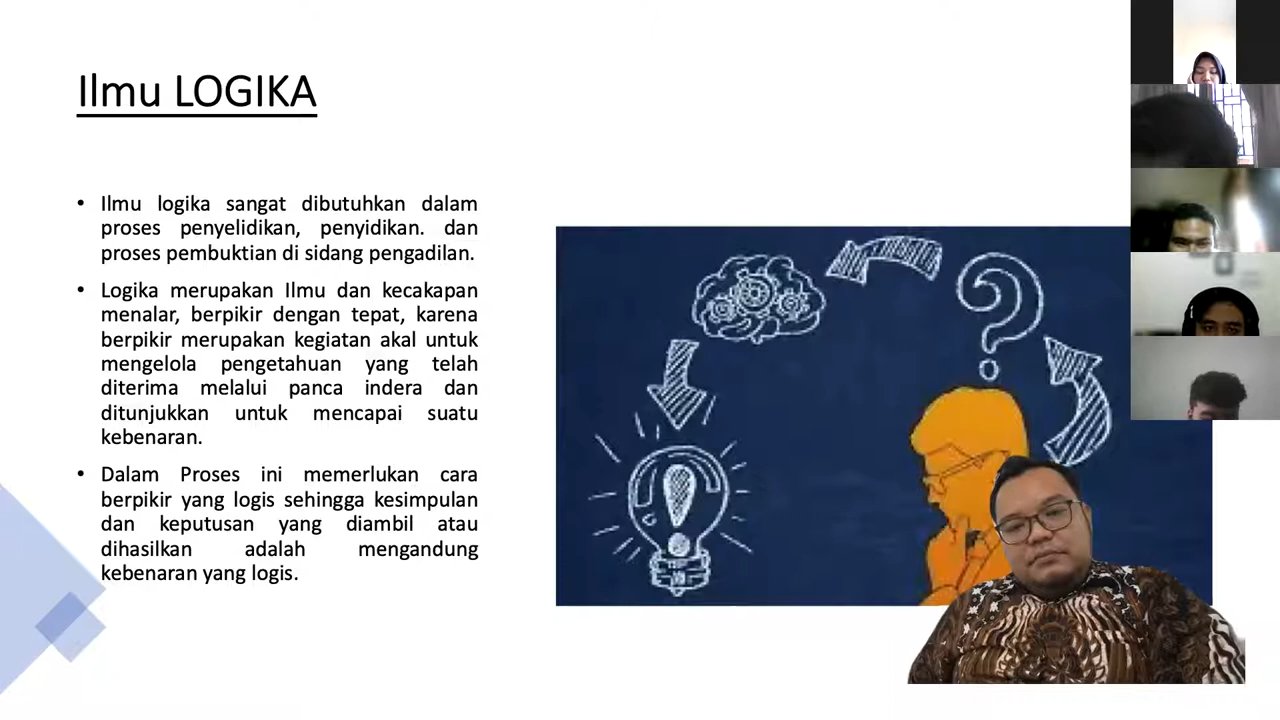 Ilmu LOGIKA
• Ilmu logika sangat dibutuhkan dalam
proses penyelidikan, penyidikan. dan
proses pembuktian di sidang pengadilan.
• Logika merupakan Ilmu dan kecakapan
menalar, berpikir dengan tepat, karena
berpikir merupakan kegiatan akal untuk
mengelola pengetahuan yang telah
diterima melalui panca indera dan
ditunjukkan untuk mencapai suatu
kebenaran.
• Dalam Proses ini memerlukan cara
berpikir yang logis sehingga kesimpulan
dan keputusan yang diambil atau
dihasilkan adalah mengandung
kebenaran yang logis.